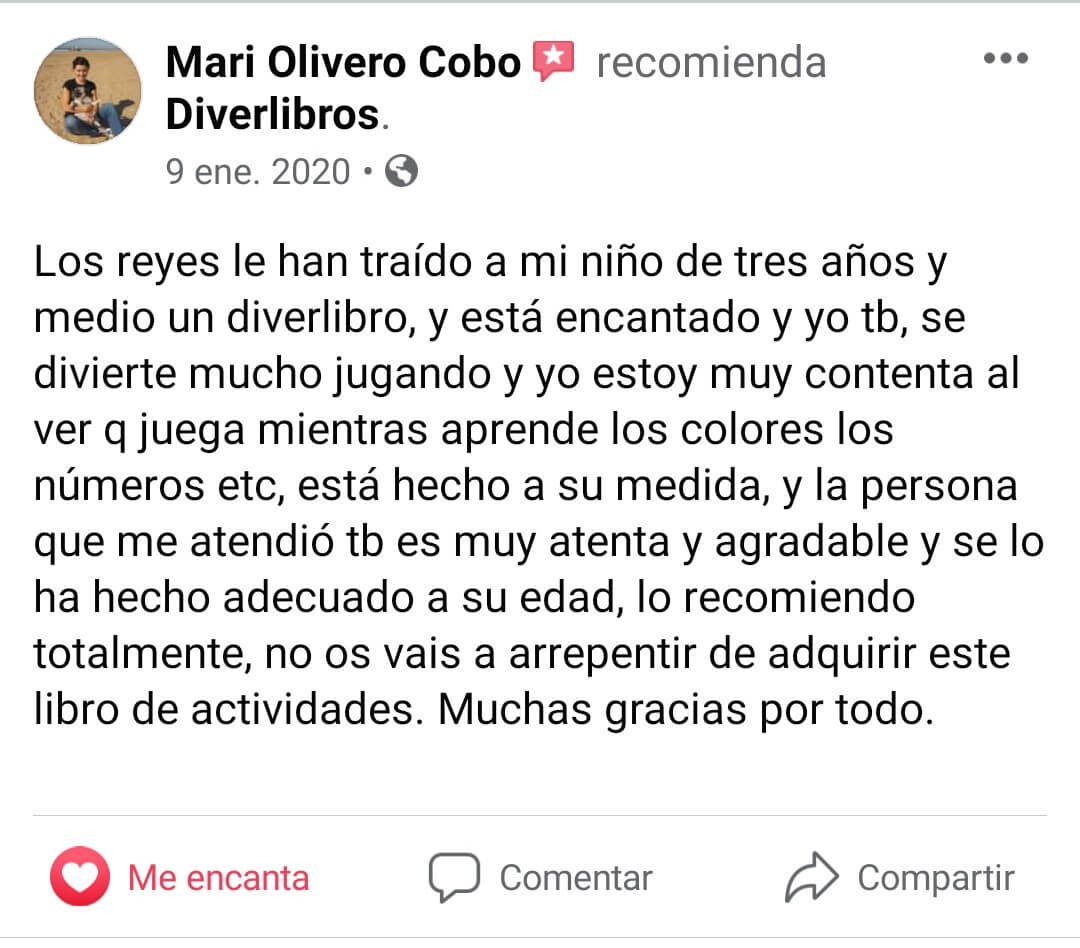 Mari Olivero Cobo recomienda
Diverlibros.
9 ene. 2020 •
Los reyes le han traído a mi niño de tres años y
medio un diverlibro, y está encantado y yo tb, se
divierte mucho jugando y yo estoy muy contenta al
ver q juega mientras aprende los colores los
números etc, está hecho a su medida, y la persona
que me atendió tb es muy atenta y agradable y se lo
ha hecho adecuado a su edad, lo recomiendo
totalmente, no os vais a arrepentir de adquirir este
libro de actividades. Muchas gracias por todo.
Me encanta Comentar Compartir